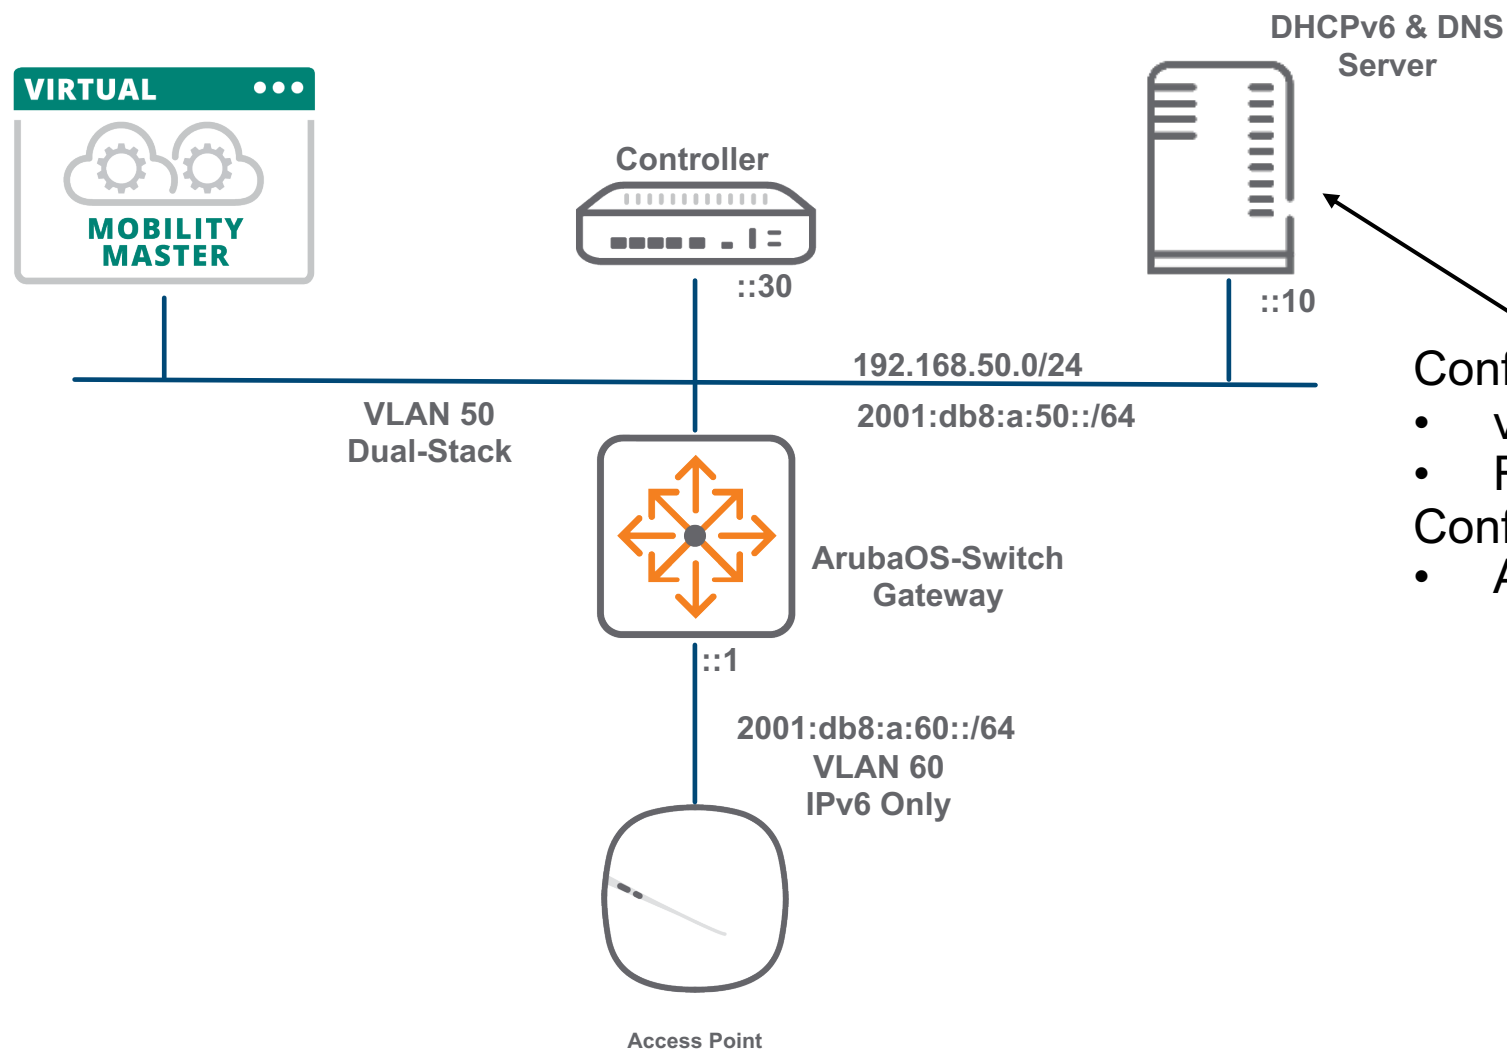 DHCPv6 & DNS
Server
VIRTUAL
MOBILITY
MASTER
Controller
::30
::10
192.168.50.0/24
2001:db8:a:50::/64
VLAN 50
Dual-Stack
ArubaOS-Switch
Gateway
::1
2001:db8:a:60::/64
VLAN 60
IPv6 Only
Access Point